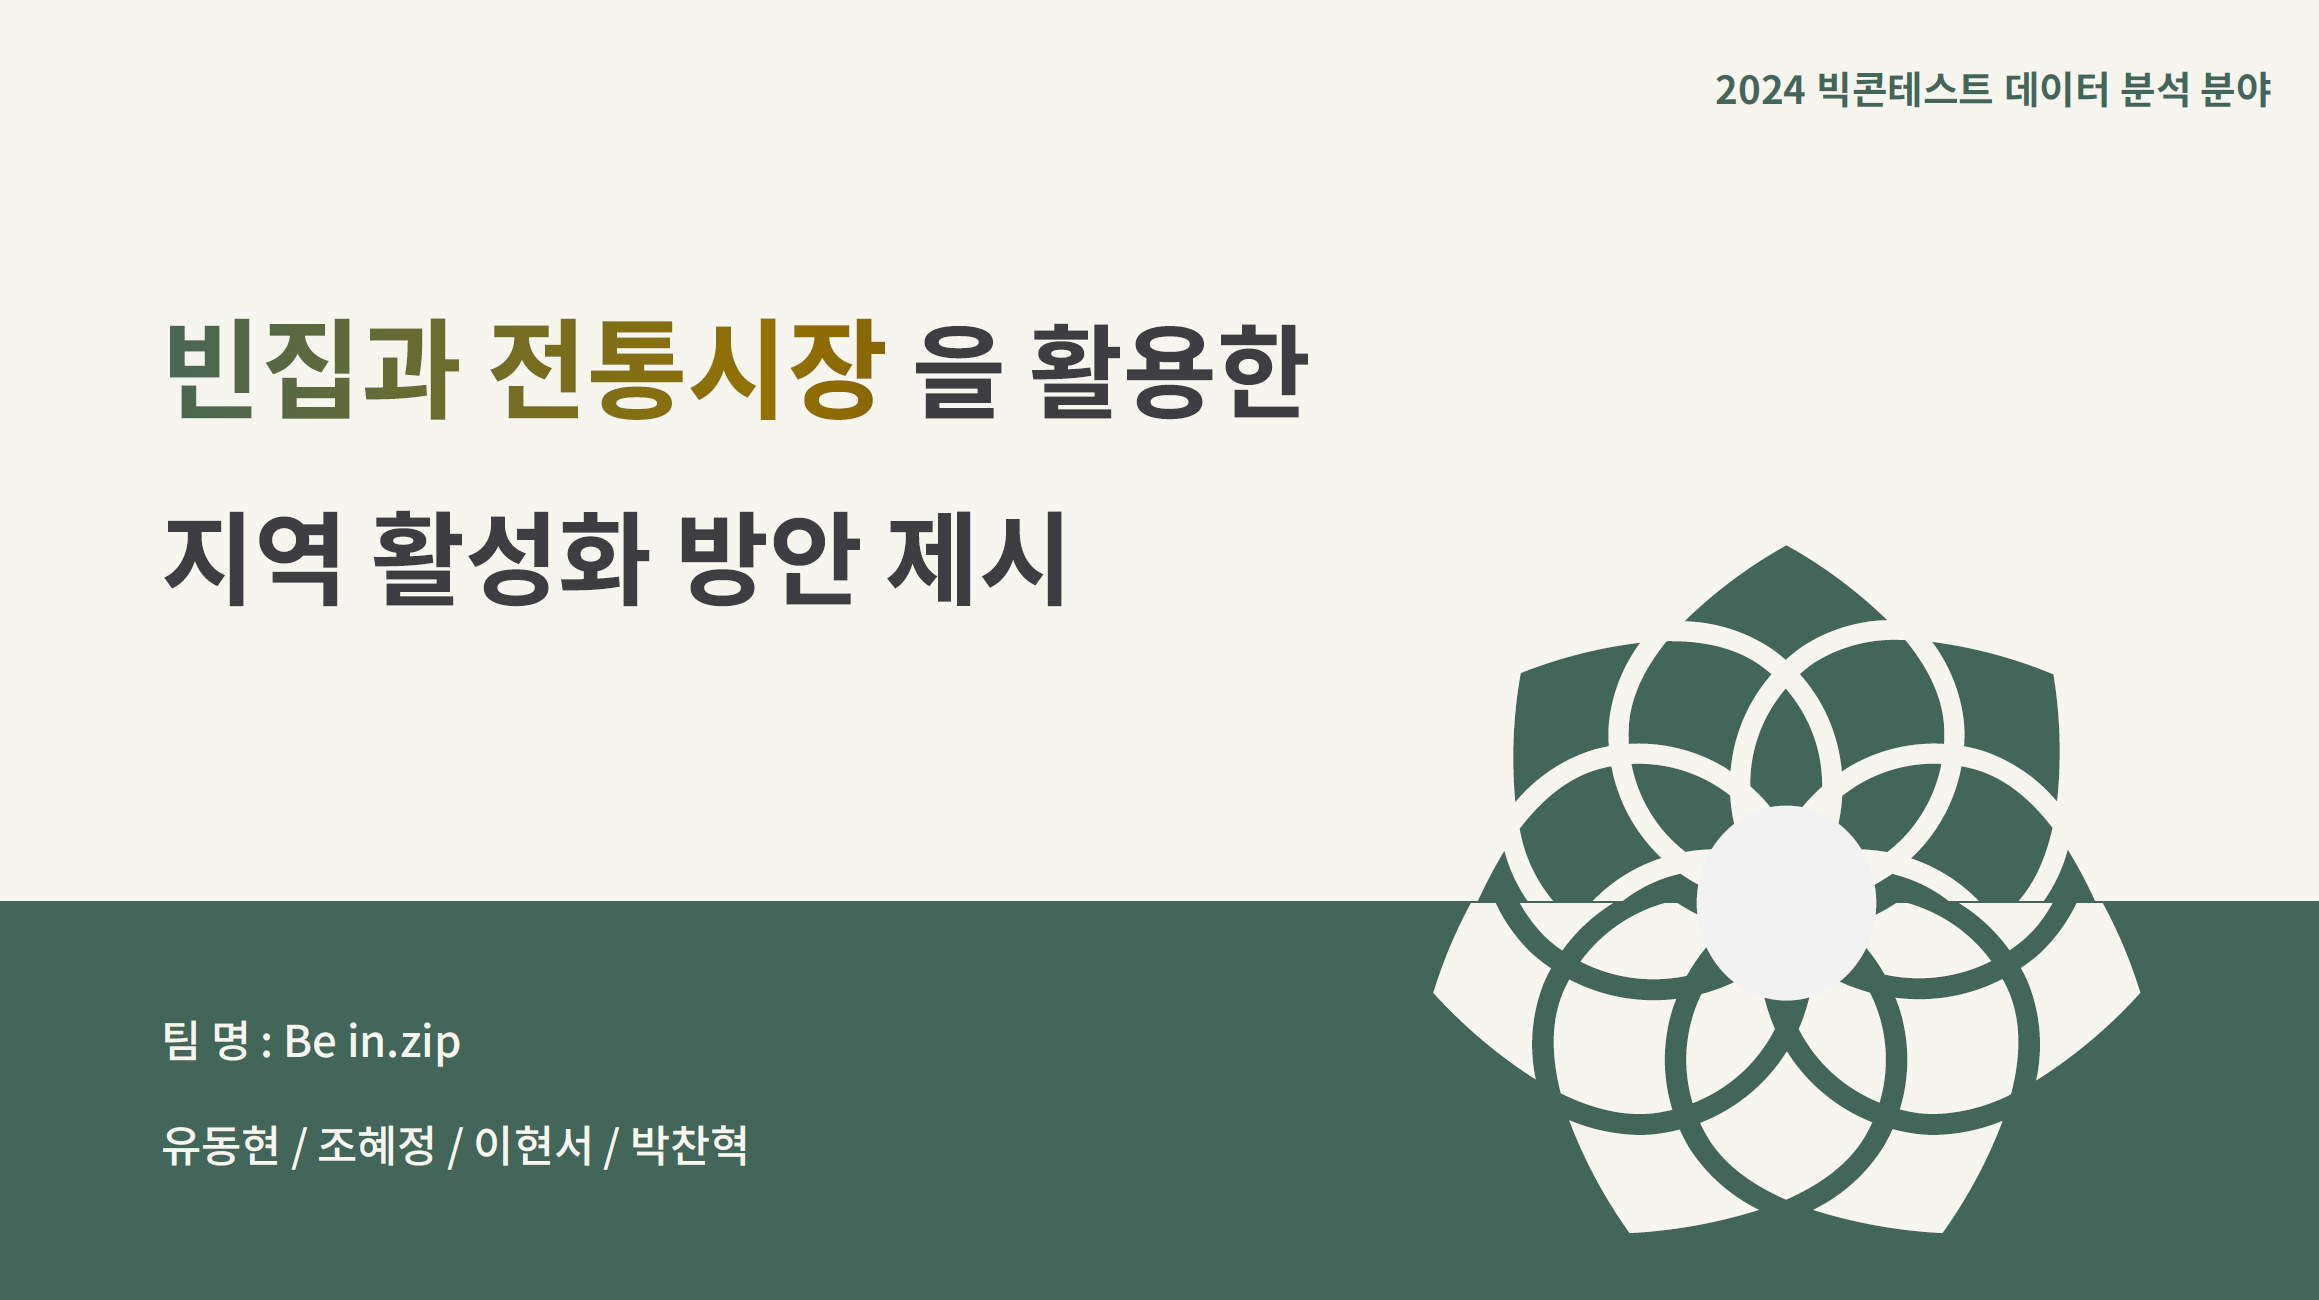 2024 빅콘테스트 데이터 분석 분야
빈집과 전통시장 을 활용한
지역 활성화 방안 제시
팀 명 : Be in.zip
유동현 / 조혜정 / 이현서 / 박찬혁